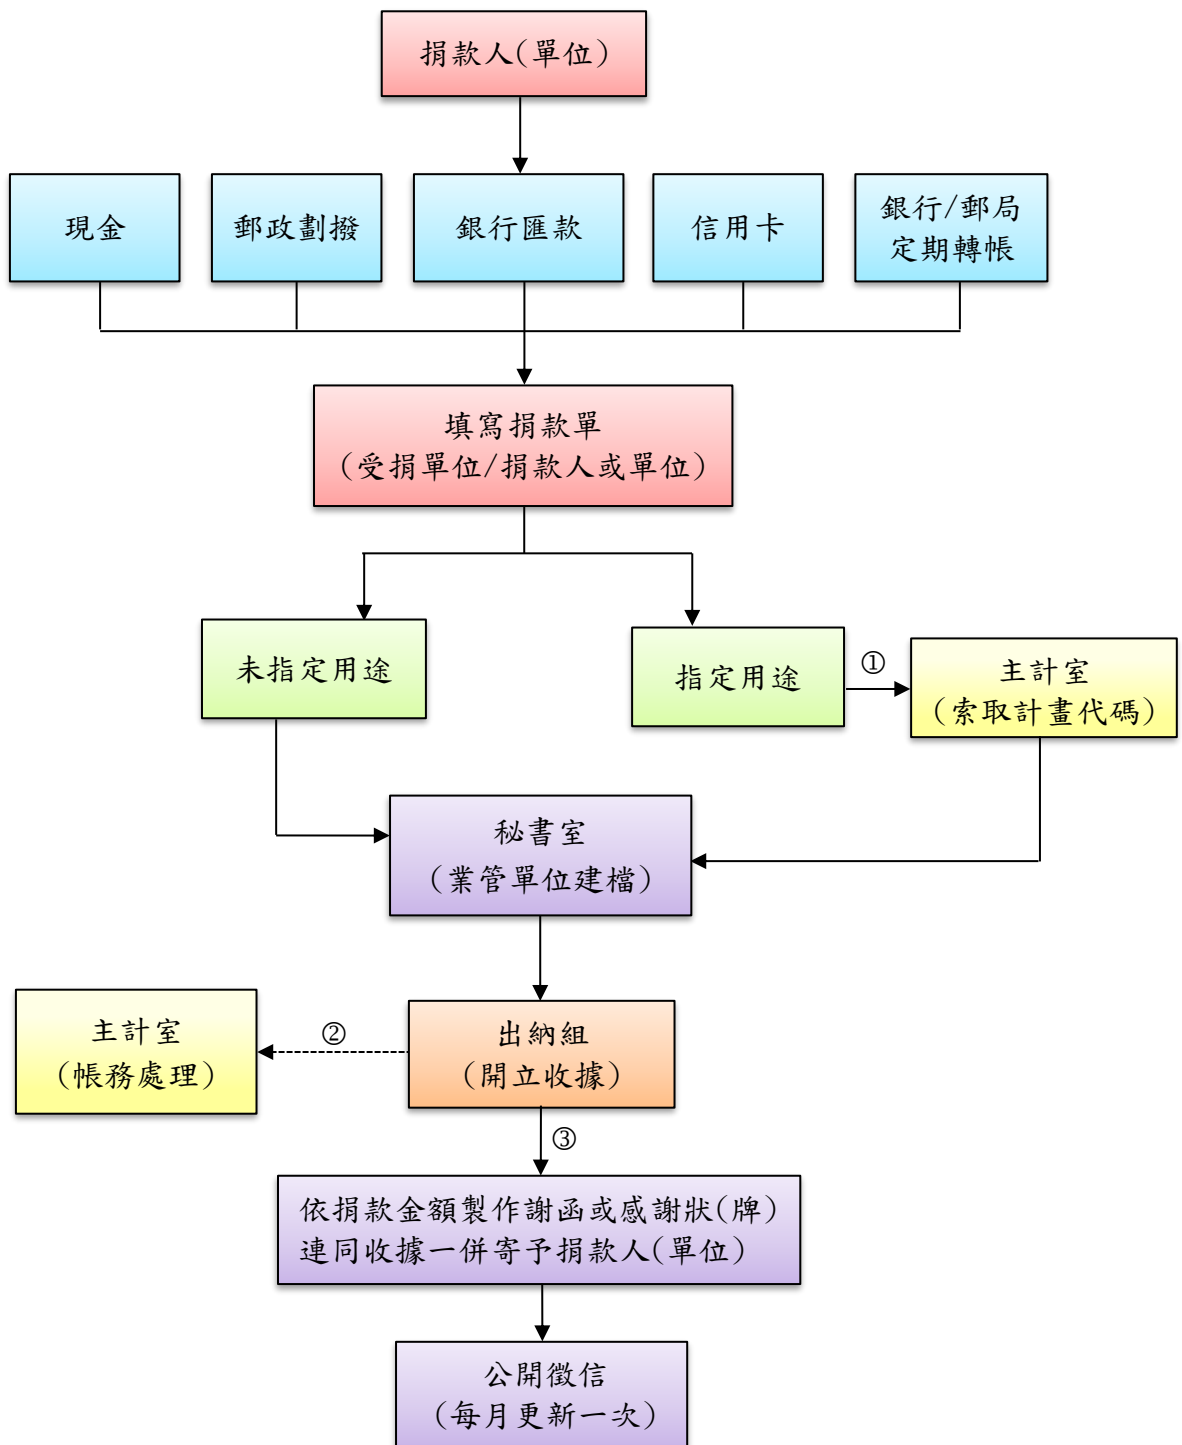 捐款人(單位)
現金
郵政劃撥
銀行匯款
信用卡
銀行/郵局
定期轉帳
填寫捐款單
(受捐單位/捐款人或單位)
未指定用途
指定用途
①
主計室
(索取計畫代碼)
秘書室
(業管單位建檔)
主計室
(帳務處理)
②
出納組
(開立收據)
③
依捐款金額製作謝函或感謝狀(牌)
連同收據一併寄予捐款人(單位)
公開徵信
(每月更新一次)